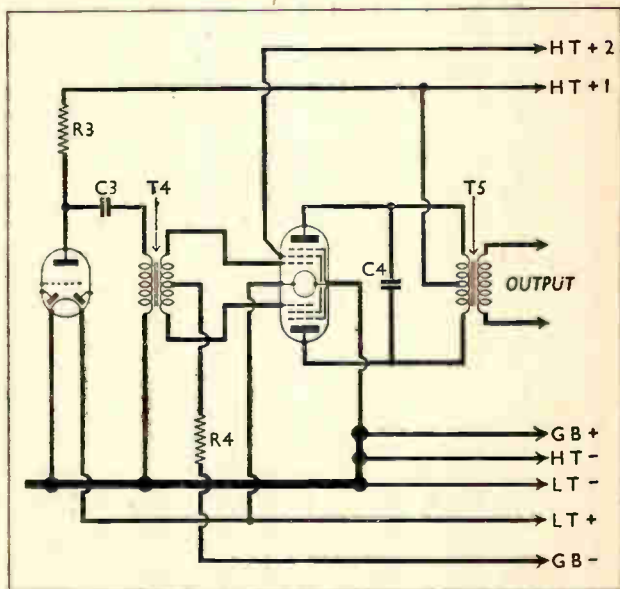 HT+2
HT+1
R3
C3 T4
T5
C4
OUTPUT
R4
GB+
HT-
LT-
LT+
GB-